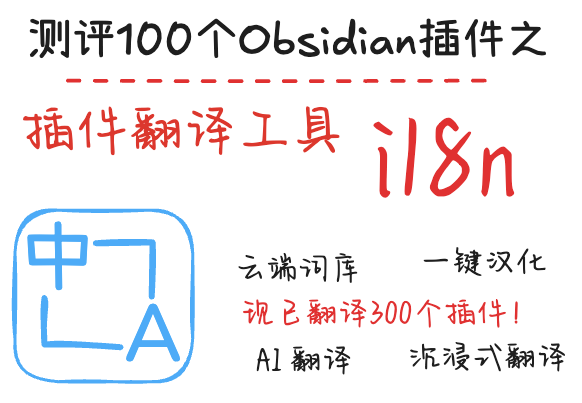 测评100个Obsidian插件之
插件翻译工具
i18n
中
A
云端词库
一键汉化
现已翻译300个插件!
AI翻译
沉浸式翻译